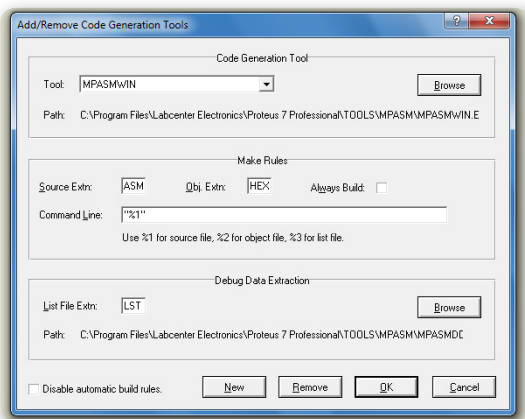 Add/Remove Code Generation Tools
Code Generation Tool
Tool: MPASMWIN Browse
Path: C:\Program Files\Labcenter Electronics\Proteus 7 Professional\TOOLS\MPASM\MPASMWIN.E
Make Rules
Source Extn: ASM Obj. Extn: HEX Always Build:
Command Line: "%1"
Use %1 for source file, %2 for object file, %3 for list file.
Debug Data Extraction
List File Extn: LST Browse
Path: C:\Program Files\Labcenter Electronics\Proteus 7 Professional\TOOLS\MPASM\MPASMDD
Disable automatic build rules. New Remove OK Cancel